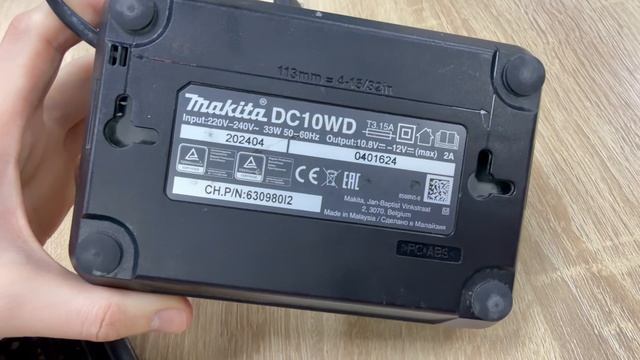 113mm = 4-15/32in
makita® DC10WD
T3.15A
Input:220V~240V~ 33W 50-60Hz Output:10.8V⎓ -12V⎓ (max) 2A
202404 0401624
CE EAC
8588N5-8
CH.P/N:630980I2
Makita, Jan-Baptist Vinkstraat
2, 3070, Belgium
Made in Malaysia / Сделано в Малайзии
>PC+ABS<